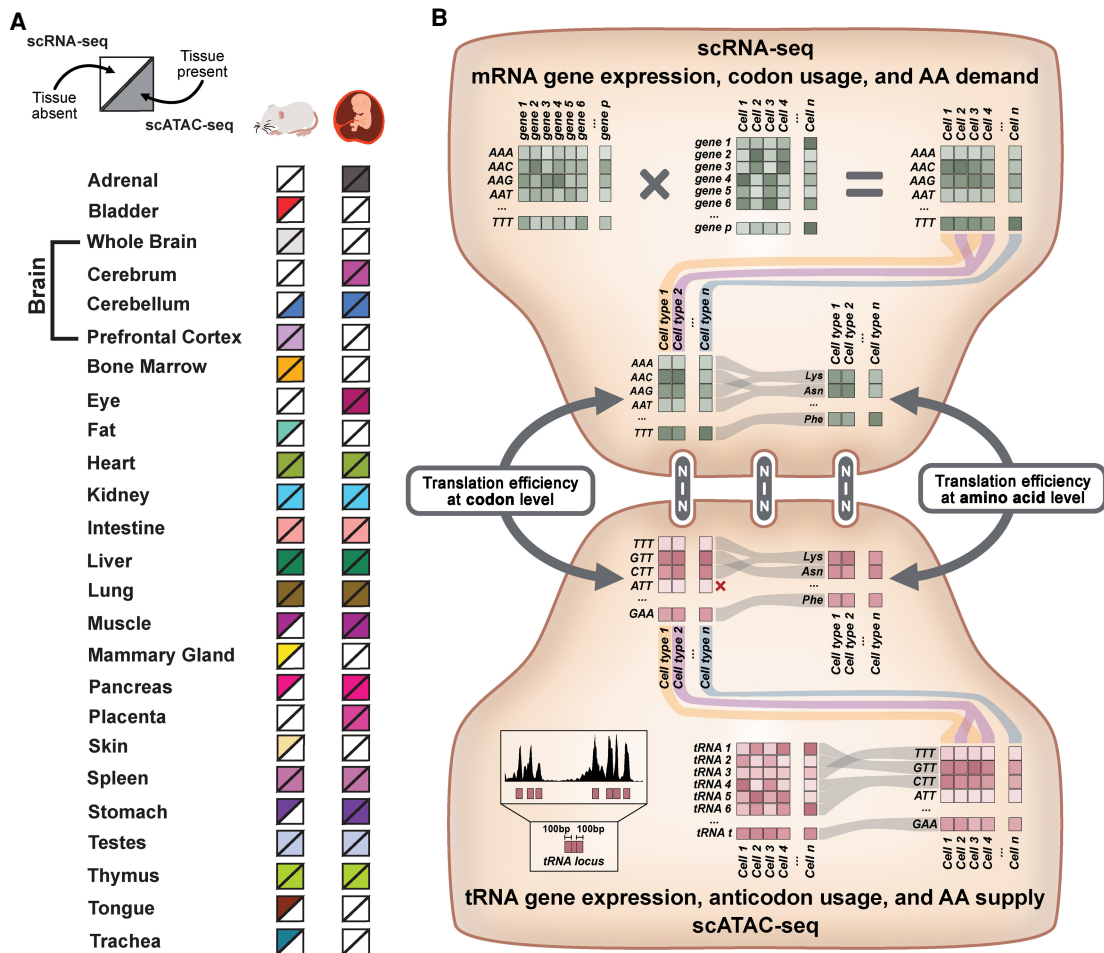 A
scRNA-seq
Tissue
present
Tissue
absent
scATAC-seq
Adrenal
Bladder
Whole Brain
Cerebrum
Cerebellum
Prefrontal Cortex
Brain
Bone Marrow
Eye
Fat
Heart
Kidney
Intestine
Liver
Lung
Muscle
Mammary Gland
Pancreas
Placenta
Skin
Spleen
Stomach
Testes
Thymus
Tongue
Trachea
B
scRNA-seq
mRNA gene expression, codon usage, and AA demand
gene 1 gene 2 gene 3 gene 4 gene 5 gene 6 ... gene p
AAA
AAC
AAG
AAT
...
TTT
×
Cell 1 Cell 2 Cell 3 Cell 4 ... Cell n
gene 1
gene 2
gene 3
gene 4
gene 5
gene 6
...
gene p
=
Cell 1 Cell 2 Cell 3 Cell 4 ... Cell n
AAA
AAC
AAG
AAT
...
TTT
Cell type 1 Cell type 2 ... Cell type n
AAA
AAC
AAG
AAT
...
TTT
Cell type 1 Cell type 2 ... Cell type n
Lys
Asn
...
Phe
Translation efficiency
at codon level
N N N
Translation efficiency
at amino acid level
TTT
GTT
CTT
ATT
...
GAA
Cell type 1 Cell type 2 ... Cell type n
Lys
Asn
...
Phe
Cell type 1 Cell type 2 ... Cell type n
100bp 100bp
tRNA locus
tRNA 1
tRNA 2
tRNA 3
tRNA 4
tRNA 5
tRNA 6
...
tRNA t
Cell 1 Cell 2 Cell 3 Cell 4 ... Cell n
TTT
GTT
CTT
ATT
...
GAA
Cell 1 Cell 2 Cell 3 Cell 4 ... Cell n
tRNA gene expression, anticodon usage, and AA supply
scATAC-seq